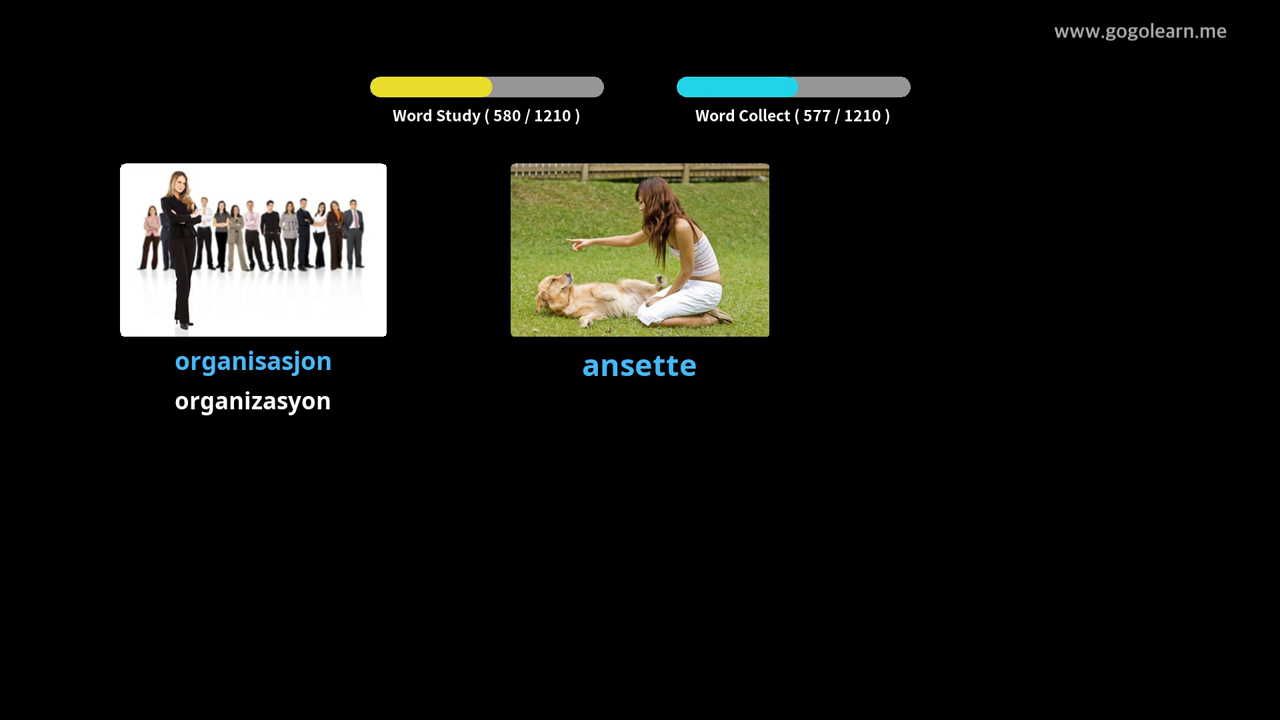 www.gogolearn.me
Word Study ( 580 / 1210 )
Word Collect ( 577 / 1210 )
organisasjon
organizasyon
ansette